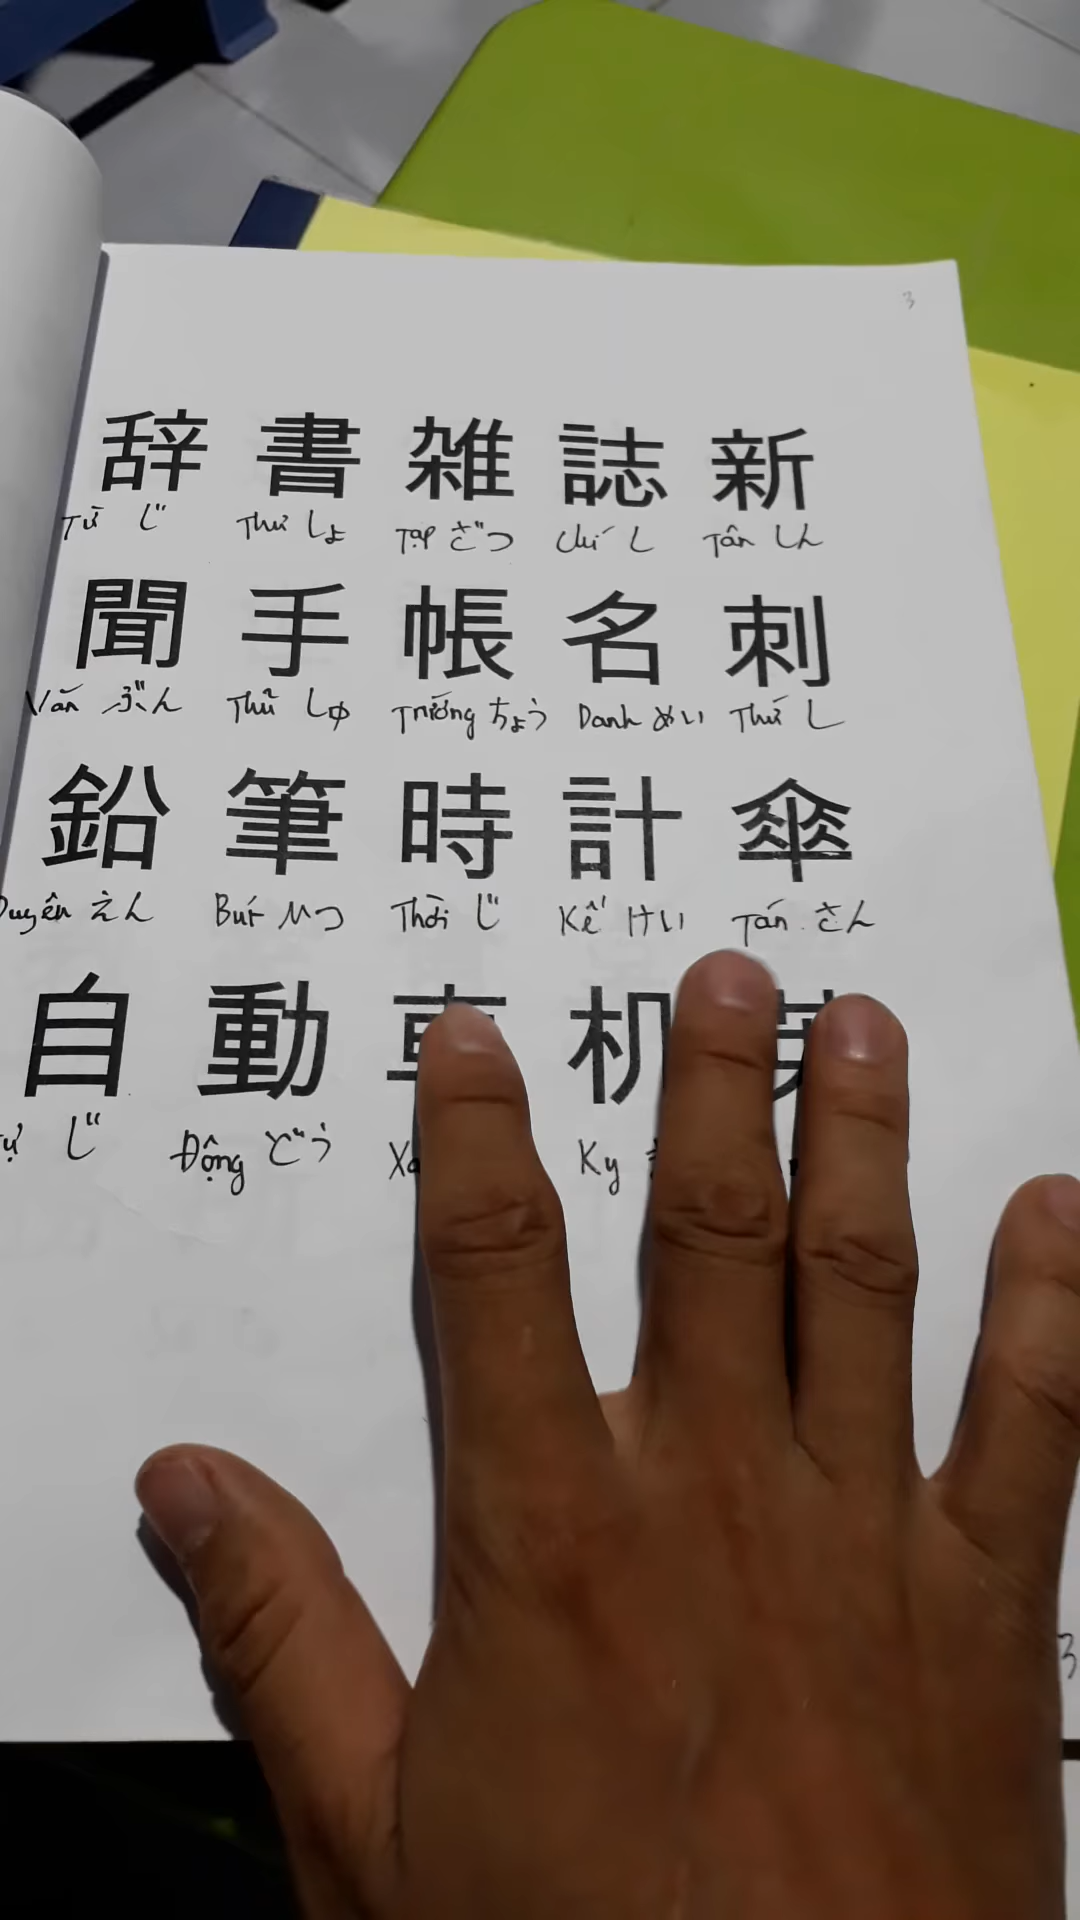 3
辞 書 雑 誌 新
Từ じ Thư しょ Tạp ざつ Chí し Tân しん
聞 手 帳 名 刺
Văn ぶん Thủ しゅ Trướng ちょう Danh めい Thứ し
鉛 筆 時 計 傘
Duyên えん Bút ひつ Thời じ Kế けい Tán さん
自 動 車 机
じ Động どう Ky
3